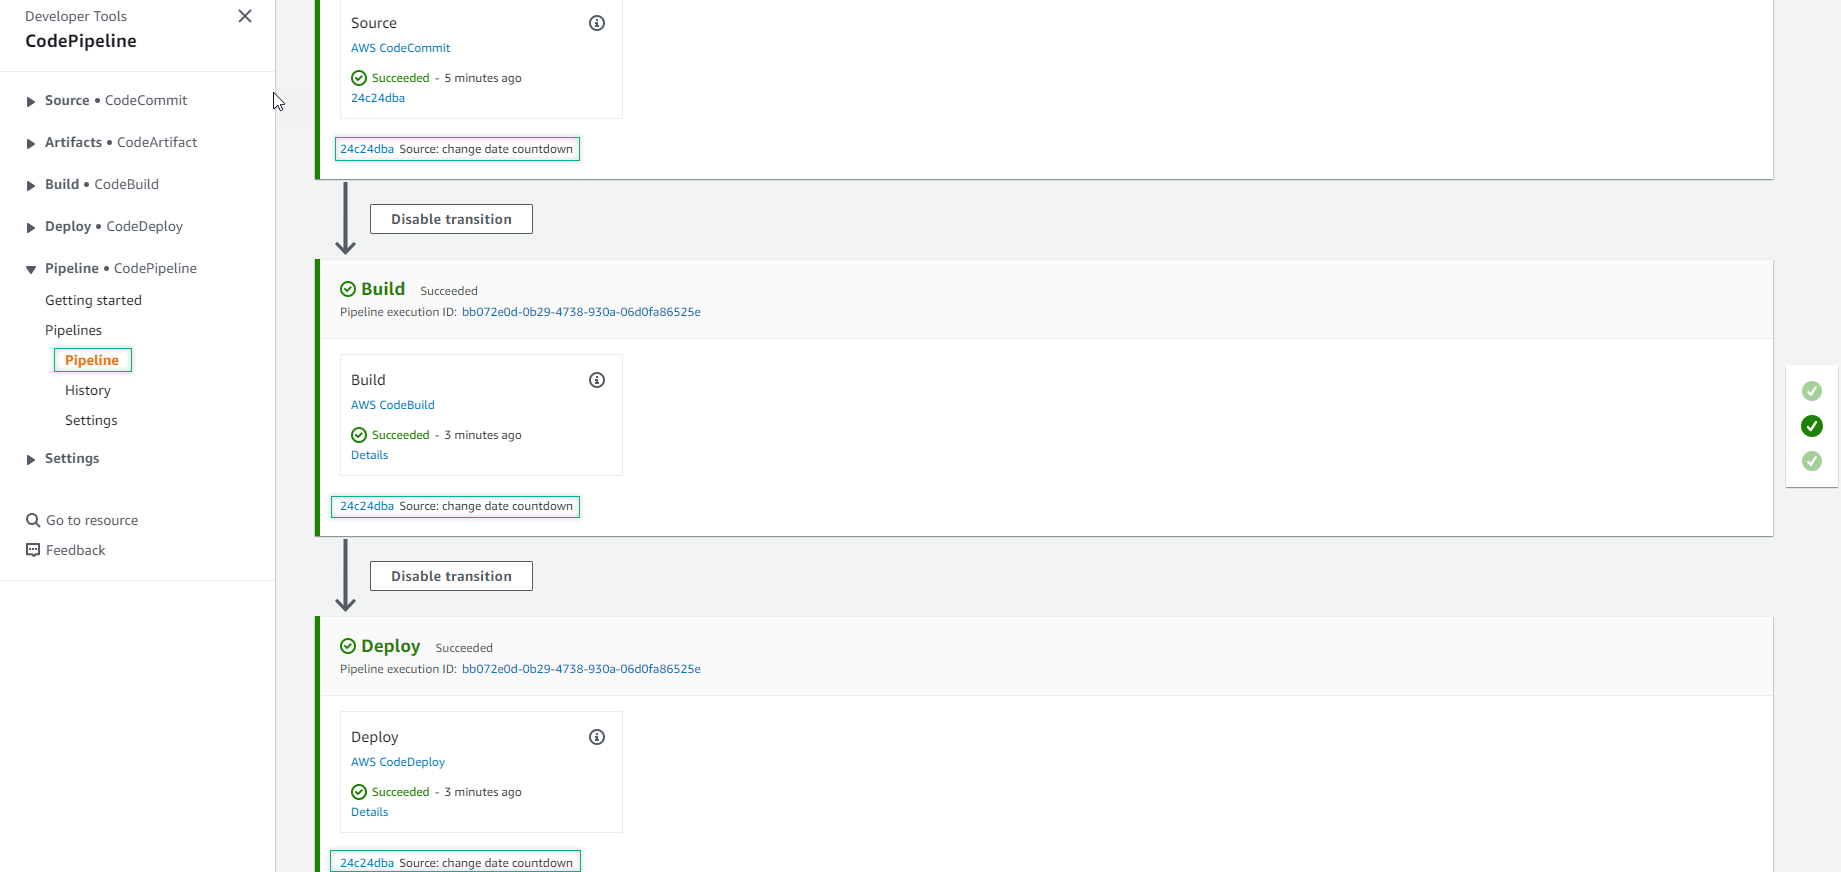 Developer Tools
CodePipeline
Source • CodeCommit
Artifacts • CodeArtifact
Build • CodeBuild
Deploy • CodeDeploy
Pipeline • CodePipeline
Getting started
Pipelines
Pipeline
History
Settings
Settings
Go to resource
Feedback
Source
AWS CodeCommit
Succeeded - 5 minutes ago
24c24dba
24c24dba Source: change date countdown
Disable transition
Build Succeeded
Pipeline execution ID: bb072e0d-0b29-4738-930a-06d0fa86525e
Build
AWS CodeBuild
Succeeded - 3 minutes ago
Details
24c24dba Source: change date countdown
Disable transition
Deploy Succeeded
Pipeline execution ID: bb072e0d-0b29-4738-930a-06d0fa86525e
Deploy
AWS CodeDeploy
Succeeded - 3 minutes ago
Details
24c24dba Source: change date countdown